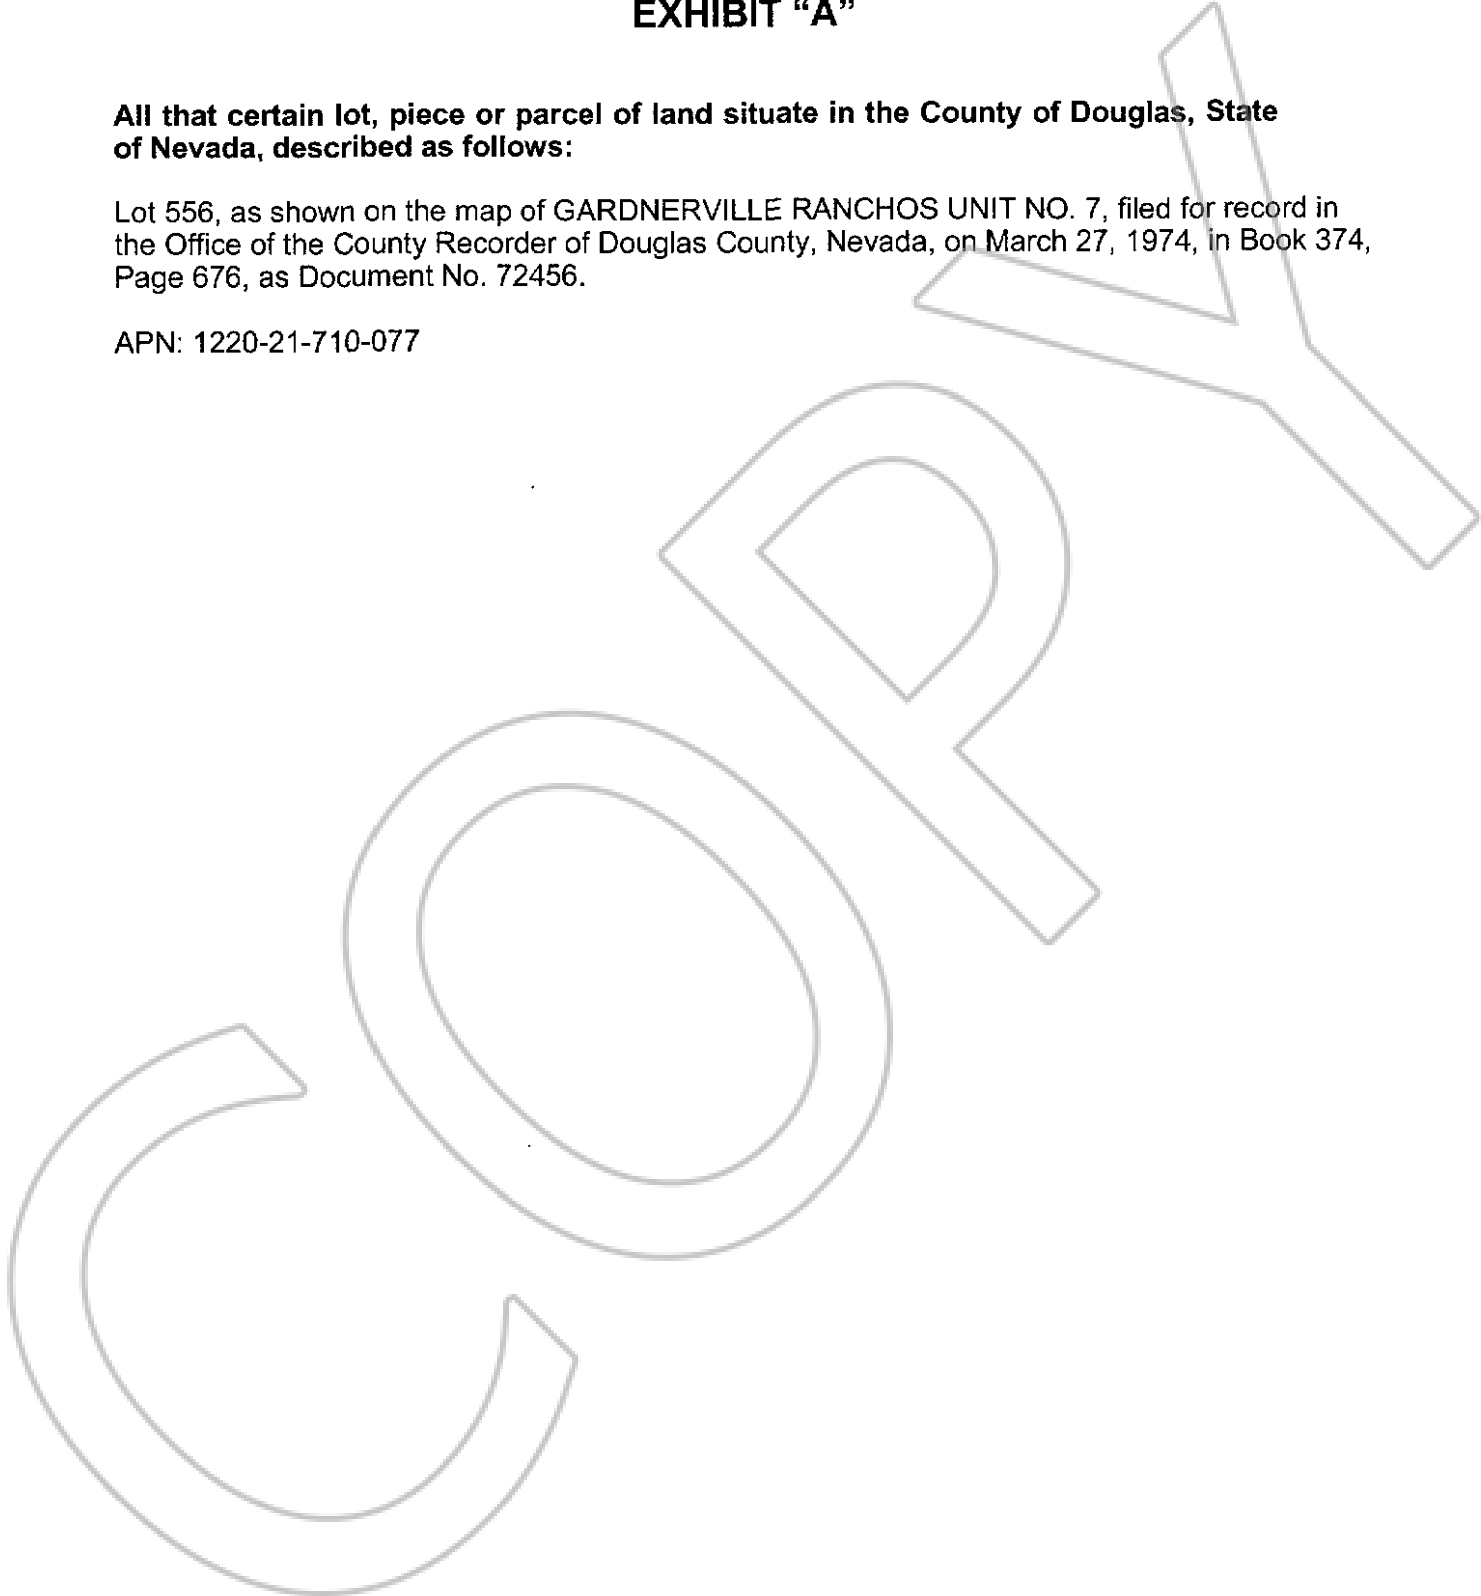 EXHIBIT “A”
All that certain lot, piece or parcel of land situate in the County of Douglas, State
of Nevada, described as follows:
Lot 556, as shown on the map of GARDNERVILLE RANCHOS UNIT NO. 7, filed for record in
the Office of the County Recorder of Douglas County, Nevada, on March 27, 1974, in Book 374,
Page 676, as Document No. 72456.
APN: 1220-21-710-077
COPY